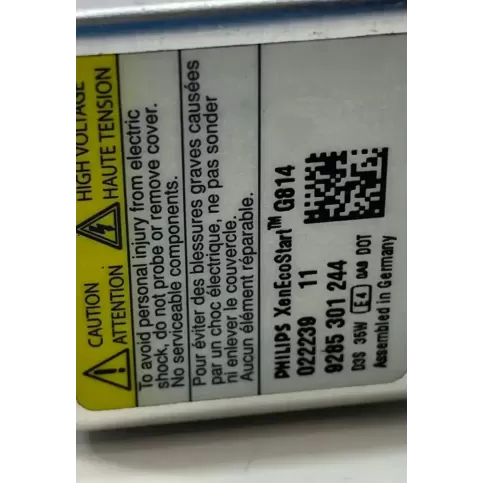 CAUTION
ATTENTION
HIGH VOLTAGE
HAUTE TENSION
To avoid personal injury from electric
shock, do not probe or remove cover.
No serviceable components.
Pour éviter des blessures graves causées
par un choc électrique, ne pas sonder
ni enlever le couvercle.
Aucun élément réparable.
PHILIPS XenEcoStart™ G814
022239 11
9285 301 244
D3S 35W E4 DOT
Assembled in Germany